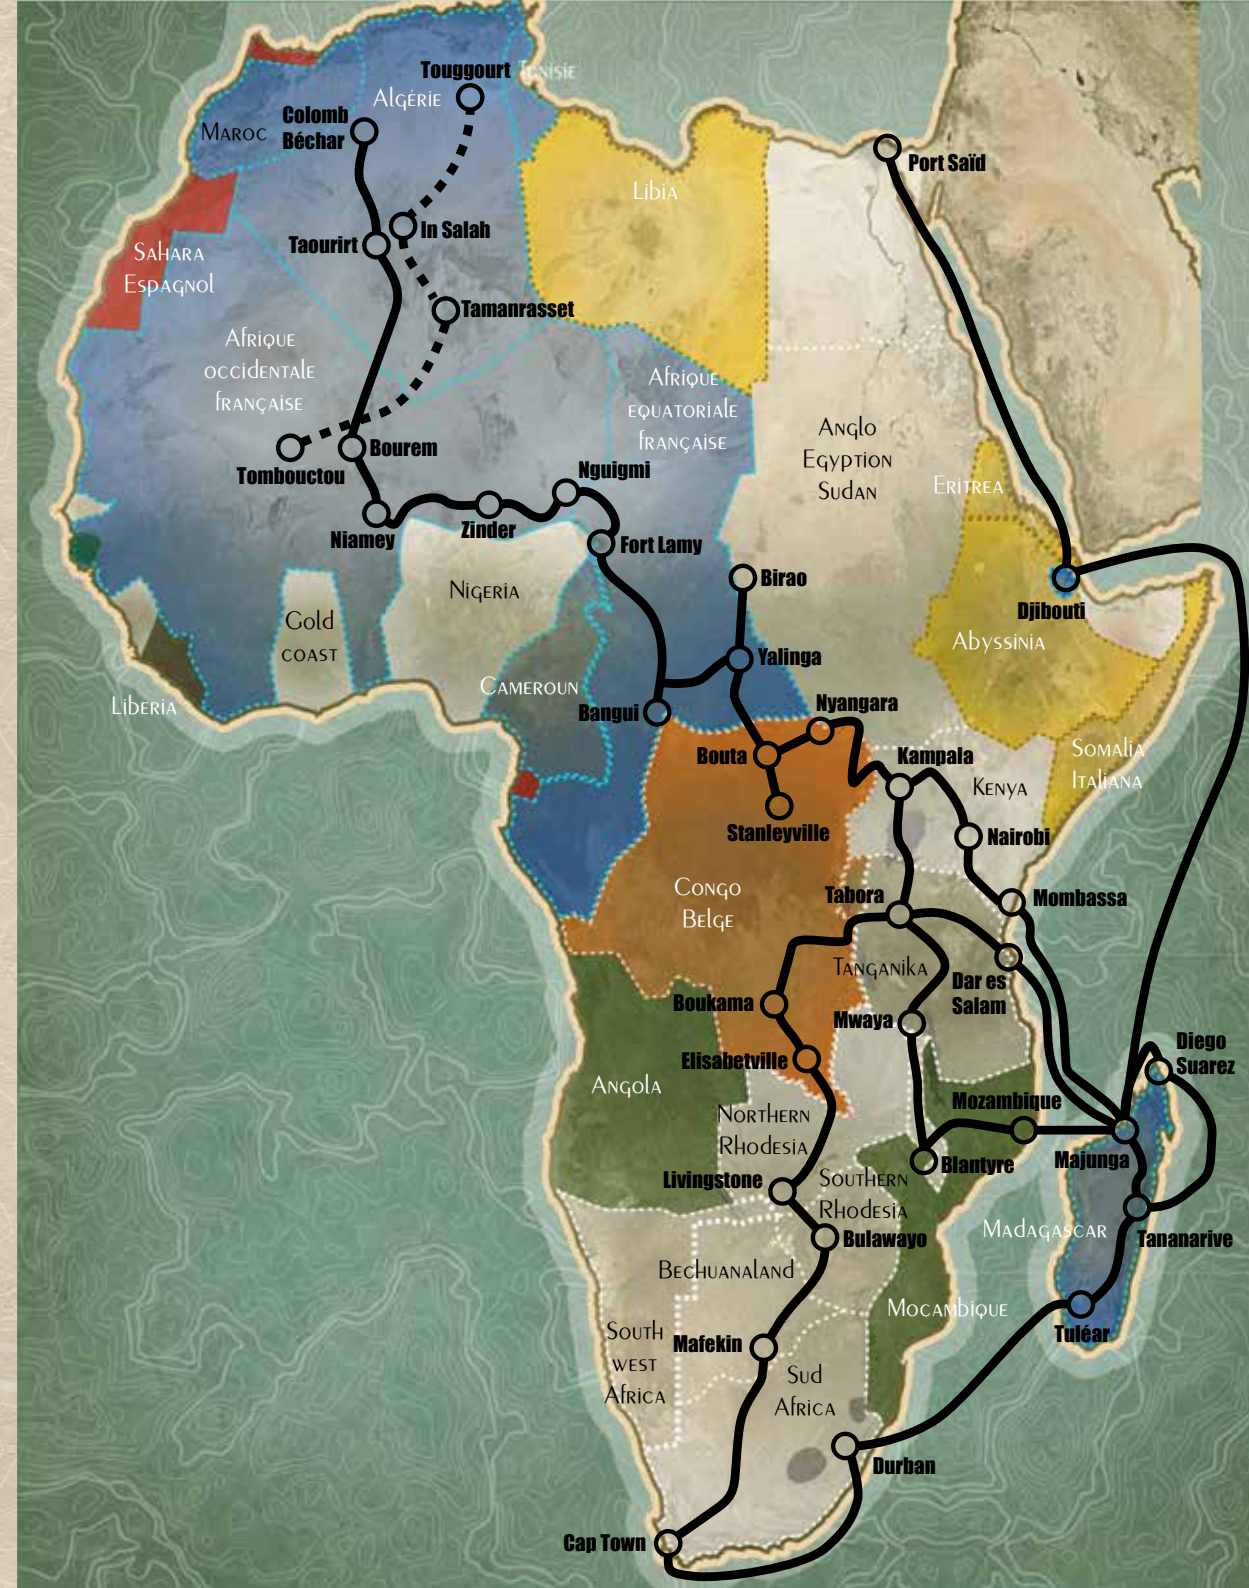 Touggourt
Tunisie
Algérie
Colomb
Béchar
Maroc
Port Saïd
Libia
In Salah
Taourirt
Sahara
Espagnol
Tamanrasset
Afrique
occidentale
française
Afrique
equatoriale
française
Anglo
Egyption
Sudan
Bourem
Tombouctou
Nguigmi
Eritrea
Zinder
Niamey
Fort Lamy
Birao
Nigeria
Djibouti
Gold
coast
Abyssinia
Yalinga
Cameroun
Liberia
Bangui
Nyangara
Bouta
Kampala
Somalia
Italiana
Kenya
Stanleyville
Nairobi
Congo
Belge
Tabora
Mombassa
Tanganika
Dar es
Salam
Boukama
Mwaya
Diego
Suarez
Elisabetville
Angola
Mozambique
Northern
Rhodesia
Blantyre
Majunga
Livingstone
Southern
Rhodesia
Madagascar
Tananarive
Bulawayo
Bechuanaland
Mocambique
South
west
Africa
Mafekin
Tuléar
Sud
Africa
Durban
Cap Town